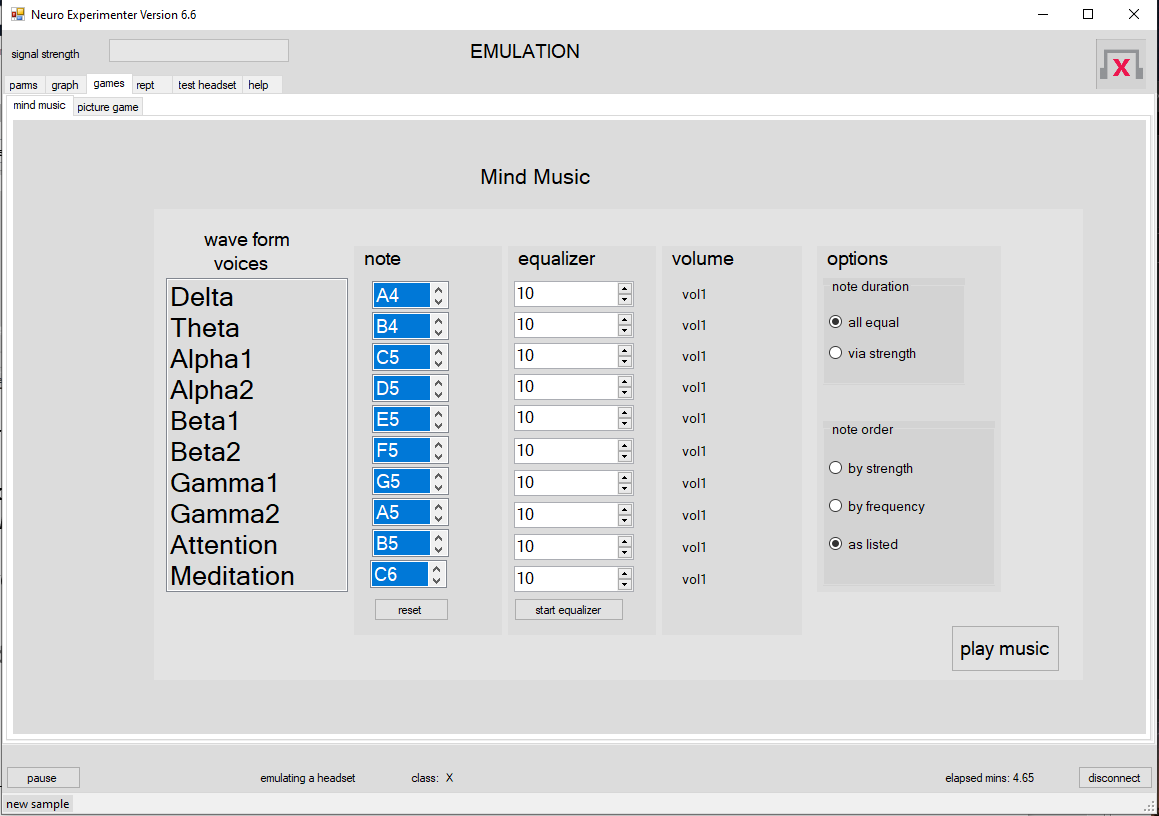 Neuro Experimenter Version 6.6
signal strength
EMULATION
X
parms graph games rept test headset help
mind music picture game
Mind Music
wave form
voices
note equalizer volume options
note duration
Delta A4 10 vol1
all equal
Theta B4 10 vol1
via strength
Alpha1 C5 10 vol1
Alpha2 D5 10 vol1
Beta1 E5 10 vol1
note order
Beta2 F5 10 vol1
by strength
Gamma1 G5 10 vol1
by frequency
Gamma2 A5 10 vol1
as listed
Attention B5 10 vol1
Meditation C6 10 vol1
reset start equalizer
play music
pause emulating a headset class: X elapsed mins: 4.65 disconnect
new sample